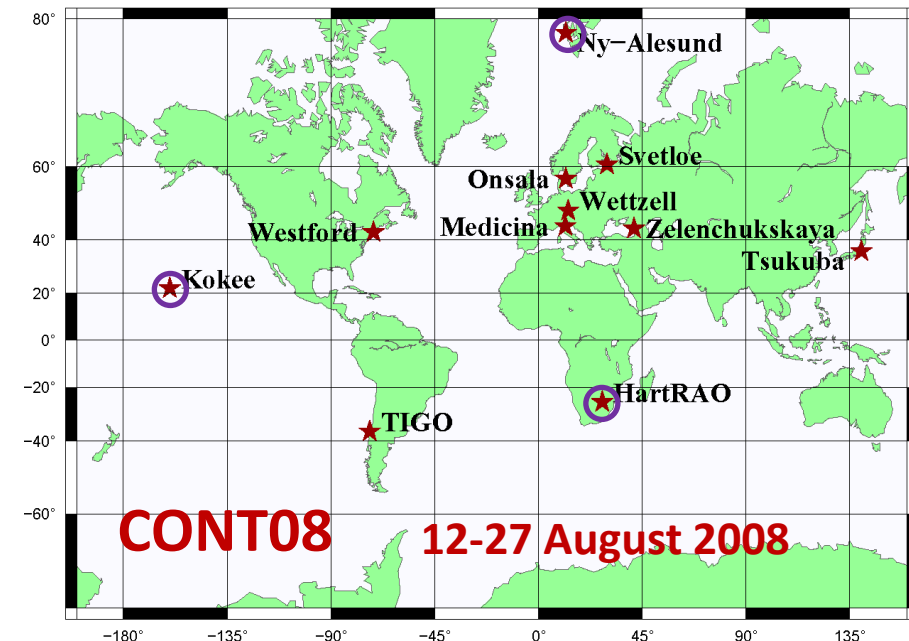 80°
Ny−Alesund
60°
Svetloe
Onsala
Wettzell
Medicina
Zelenchukskaya
Westford
40°
Tsukuba
Kokee
20°
0°
−20°
HartRAO
TIGO
−40°
−60°
CONT08
12-27 August 2008
−180° −135° −90° −45° 0° 45° 90° 135°